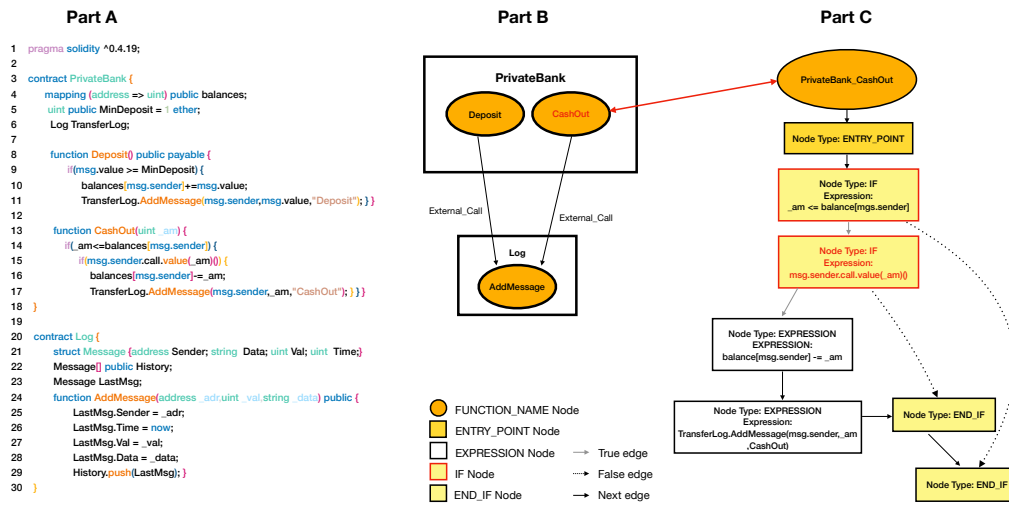 Part A
1 pragma solidity ^0.4.19;
2
3 contract PrivateBank {
4 mapping (address => uint) public balances;
5 uint public MinDeposit = 1 ether;
6 Log TransferLog;
7
8 function Deposit() public payable {
9 if(msg.value >= MinDeposit) {
10 balances[msg.sender]+=msg.value;
11 TransferLog.AddMessage(msg.sender,msg.value,"Deposit"); } }
12
13 function CashOut(uint _am) {
14 if(_am<=balances[msg.sender]) {
15 if(msg.sender.call.value(_am)()) {
16 balances[msg.sender]-=_am;
17 TransferLog.AddMessage(msg.sender,_am,"CashOut"); } } }
18 }
19
20 contract Log {
21 struct Message {address Sender; string Data; uint Val; uint Time;}
22 Message[] public History;
23 Message LastMsg;
24 function AddMessage(address _adr,uint _val,string _data) public {
25 LastMsg.Sender = _adr;
26 LastMsg.Time = now;
27 LastMsg.Val = _val;
28 LastMsg.Data = _data;
29 History.push(LastMsg); }
30 }
Part B
PrivateBank
Deposit
CashOut
External_Call
External_Call
Log
AddMessage
FUNCTION_NAME Node
ENTRY_POINT Node
EXPRESSION Node
IF Node
END_IF Node
True edge
False edge
Next edge
Part C
PrivateBank_CashOut
Node Type: ENTRY_POINT
Node Type: IF
Expression:
_am <= balance[mgs.sender]
Node Type: IF
Expression:
msg.sender.call.value(_am)()
Node Type: EXPRESSION
EXPRESSION:
balance[msg.sender] -= _am
Node Type: EXPRESSION
Expression:
TransferLog.AddMessage(msg.sender,_am
,CashOut)
Node Type: END_IF
Node Type: END_IF